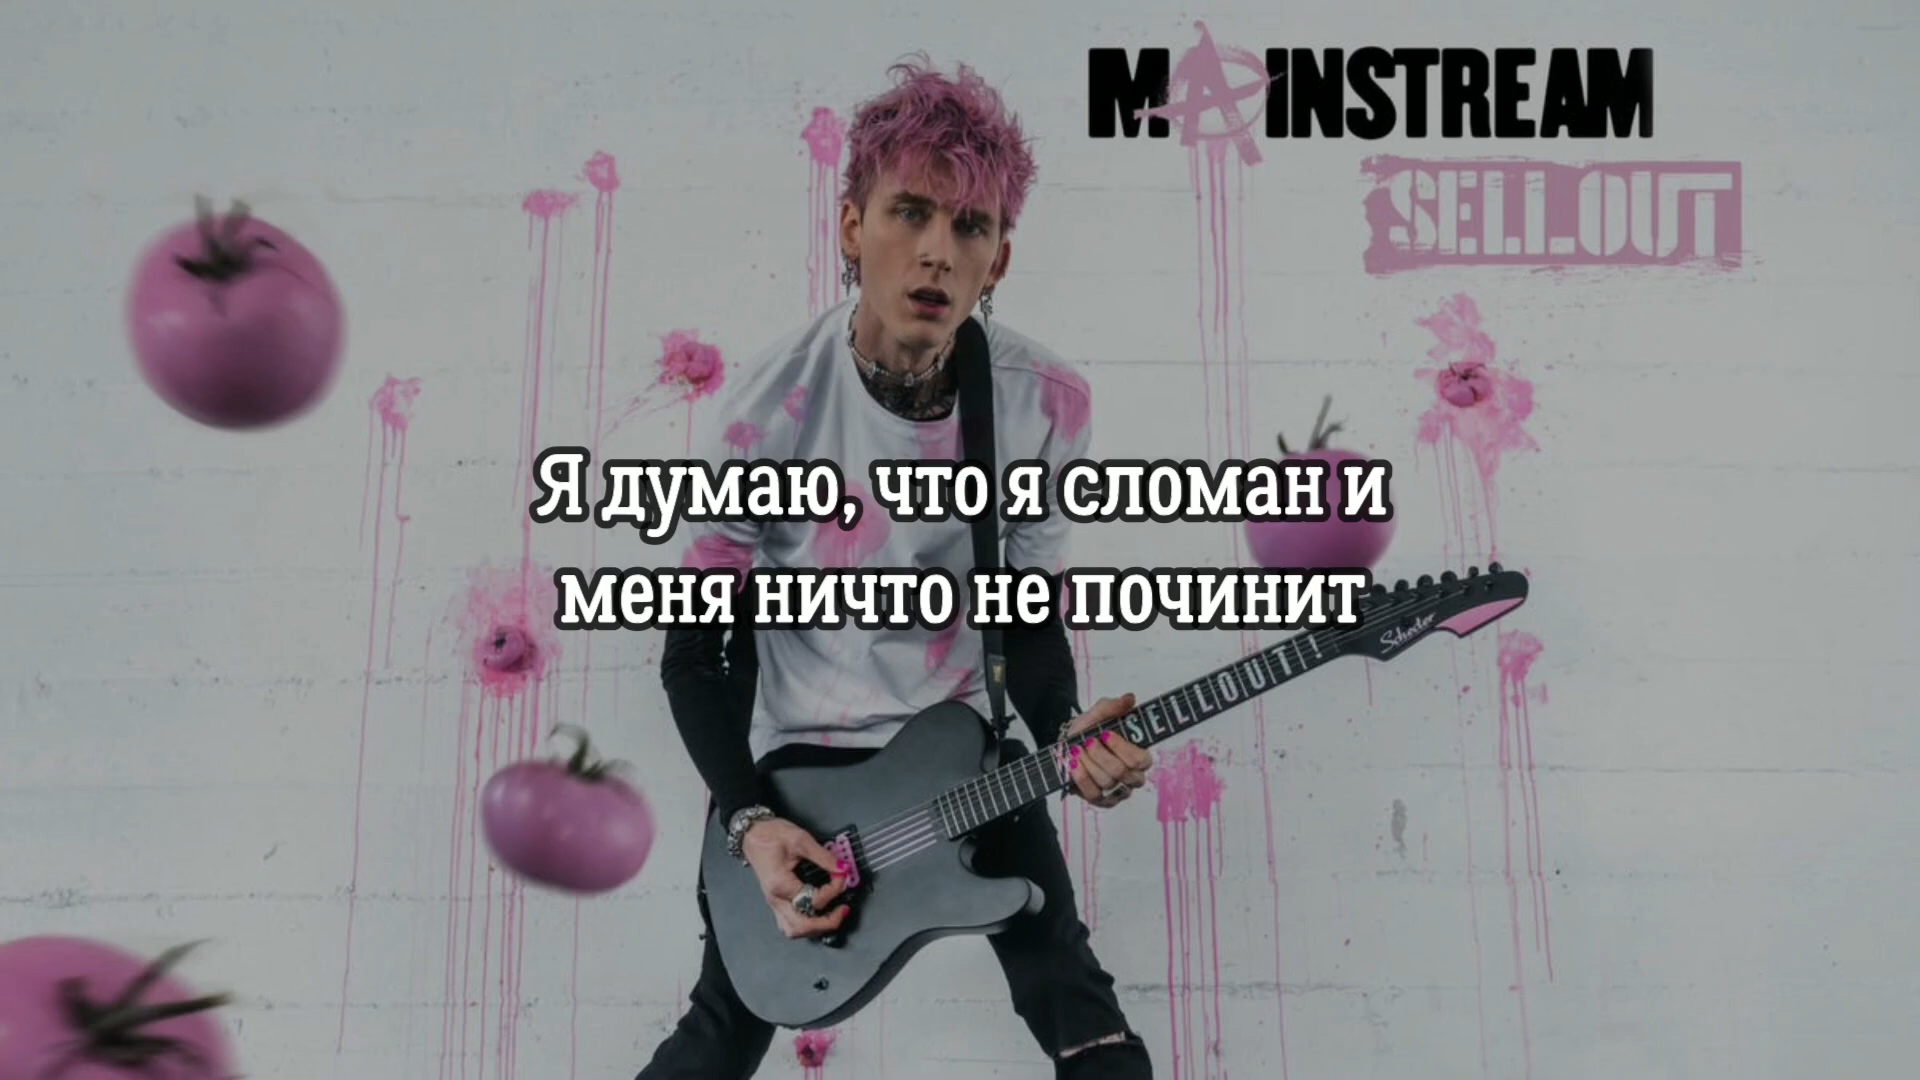 MAINSTREAM
SELLOUT
Я думаю, что я сломан и
меня ничто не починит
Schecter
SELLOUT!